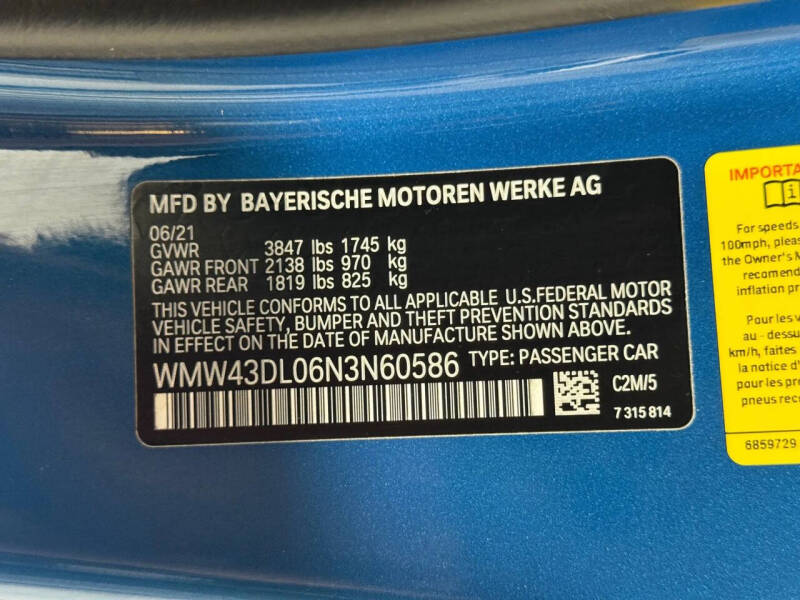 MFD BY BAYERISCHE MOTOREN WERKE AG
06/21
GVWR 3847 lbs 1745 kg
GAWR FRONT 2138 lbs 970 kg
GAWR REAR 1819 lbs 825 kg
THIS VEHICLE CONFORMS TO ALL APPLICABLE U.S.FEDERAL MOTOR
VEHICLE SAFETY, BUMPER AND THEFT PREVENTION STANDARDS
IN EFFECT ON THE DATE OF MANUFACTURE SHOWN ABOVE.
WMW43DL06N3N60586 TYPE: PASSENGER CAR
C2M/5
7 315 814
IMPORTA
i
For speeds
100mph, pleas
the Owner's M
recomend
inflation pr
Pour les v
au - dessu
km/h, faites
la notice d'
pour les
pneus rec
6859729